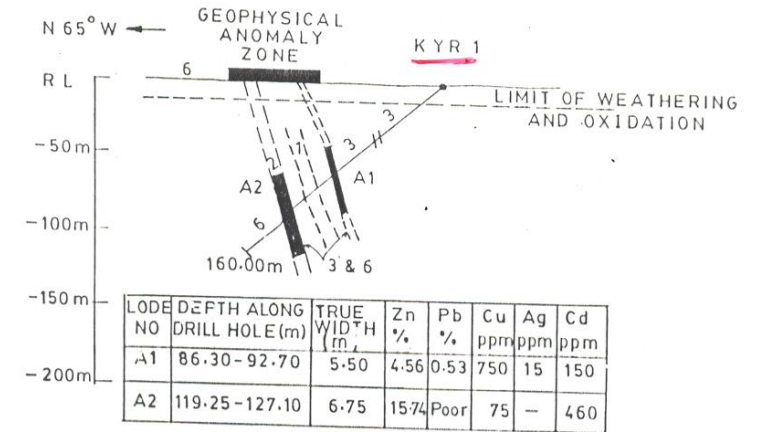 GEOPHYSICAL
ANOMALY
ZONE
N 65° W
KYR 1
6
R L
LIMIT OF WEATHERING
AND OXIDATION
3
-50m
3
1
2
A2
A1
-100m
6
160.00m
3 & 6
-150m
-200m
LODE NO DEPTH ALONG DRILL HOLE (m) TRUE WIDTH (m) Zn % Pb % Cu ppm Ag ppm Cd ppm
A1 86.30-92.70 5.50 4.56 0.53 750 15 150
A2 119.25-127.10 6.75 15.74 Poor 75 – 460